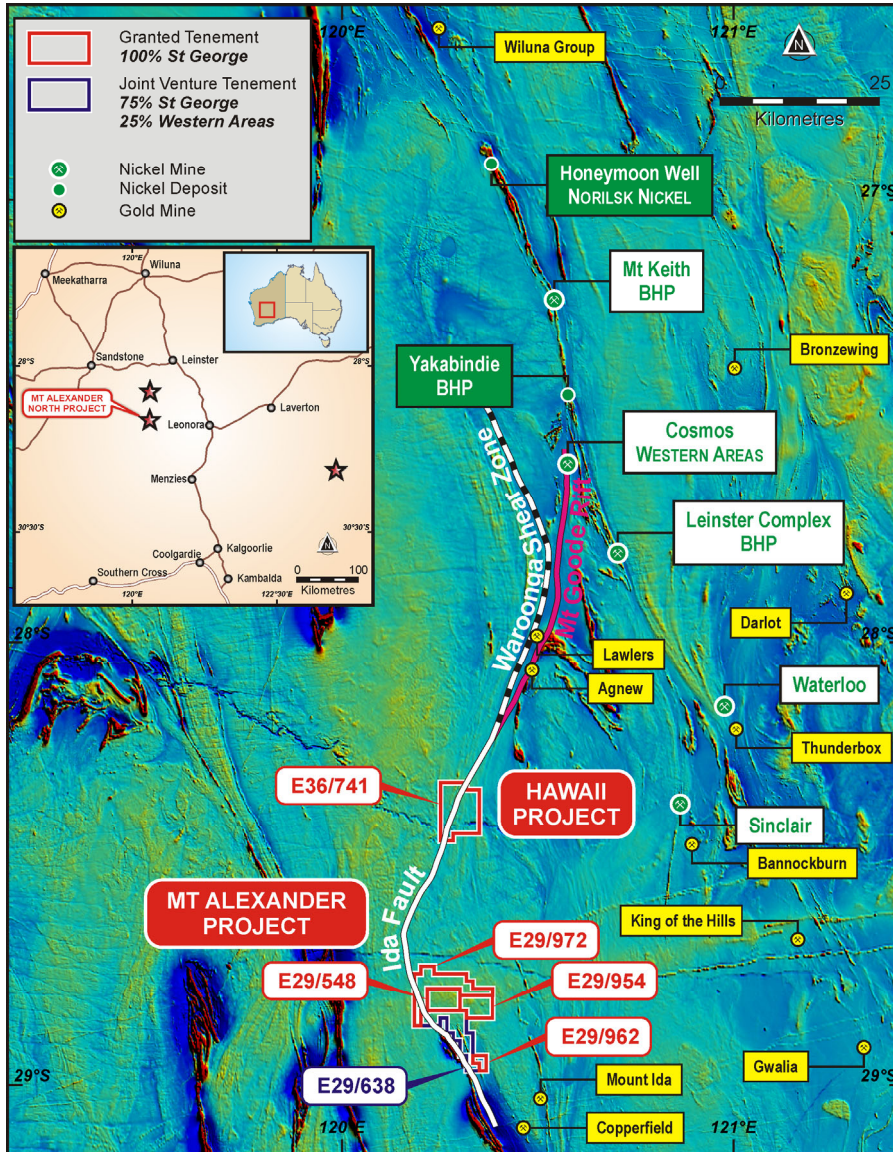 Granted Tenement
100% St George
Joint Venture Tenement
75% St George
25% Western Areas
Nickel Mine
Nickel Deposit
Gold Mine
120°E
121°E
Wiluna Group
N
0 25
Kilometres
27°S
27°S
Honeymoon Well
NORILSK NICKEL
Mt Keith
BHP
Bronzewing
Yakabindie
BHP
Cosmos
WESTERN AREAS
Leinster Complex
BHP
Waroonga Shear Zone
Mt Goode Rift
Darlot
120°E
Wiluna
Meekatharra
28°S
28°S
Sandstone
Leinster
MT ALEXANDER
NORTH PROJECT
Laverton
Leonora
Menzies
30°30'S
30°30'S
N
Coolgardie
Kalgoorlie
Southern Cross
Kambalda
0 100
Kilometres
120°E
122°30'E
28°S
28°S
Lawlers
Agnew
Waterloo
Thunderbox
E36/741
HAWAII
PROJECT
Sinclair
Bannockburn
MT ALEXANDER
PROJECT
Ida Fault
King of the Hills
E29/972
E29/548
E29/954
E29/962
E29/638
Gwalia
29°S
29°S
Mount Ida
Copperfield
120°E
121°E